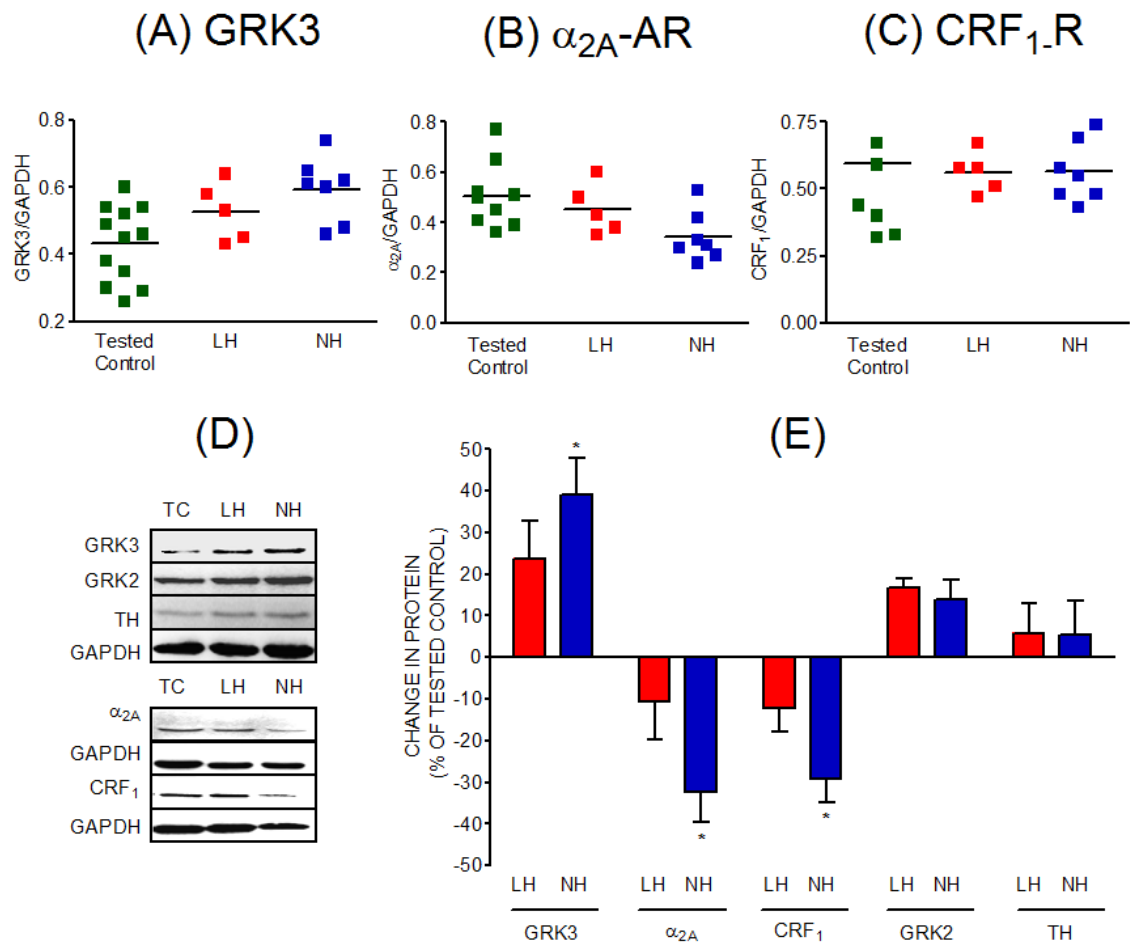 (A) GRK3
(B) α2A-AR
(C) CRF1-R
GRK3/GAPDH
0.8
0.6
0.4
0.2
Tested
Control
LH
NH
α2A/GAPDH
0.8
0.6
0.4
0.2
0.0
Tested
Control
LH
NH
CRF1/GAPDH
0.75
0.50
0.25
0.00
Tested
Control
LH
NH
(D)
TC LH NH
GRK3
GRK2
TH
GAPDH
TC LH NH
α2A
GAPDH
CRF1
GAPDH
(E)
CHANGE IN PROTEIN
(% OF TESTED CONTROL)
50
40
30
20
10
0
-10
-20
-30
-40
-50
*
*
*
LH NH LH NH LH NH LH NH LH NH
GRK3 α2A CRF1 GRK2 TH